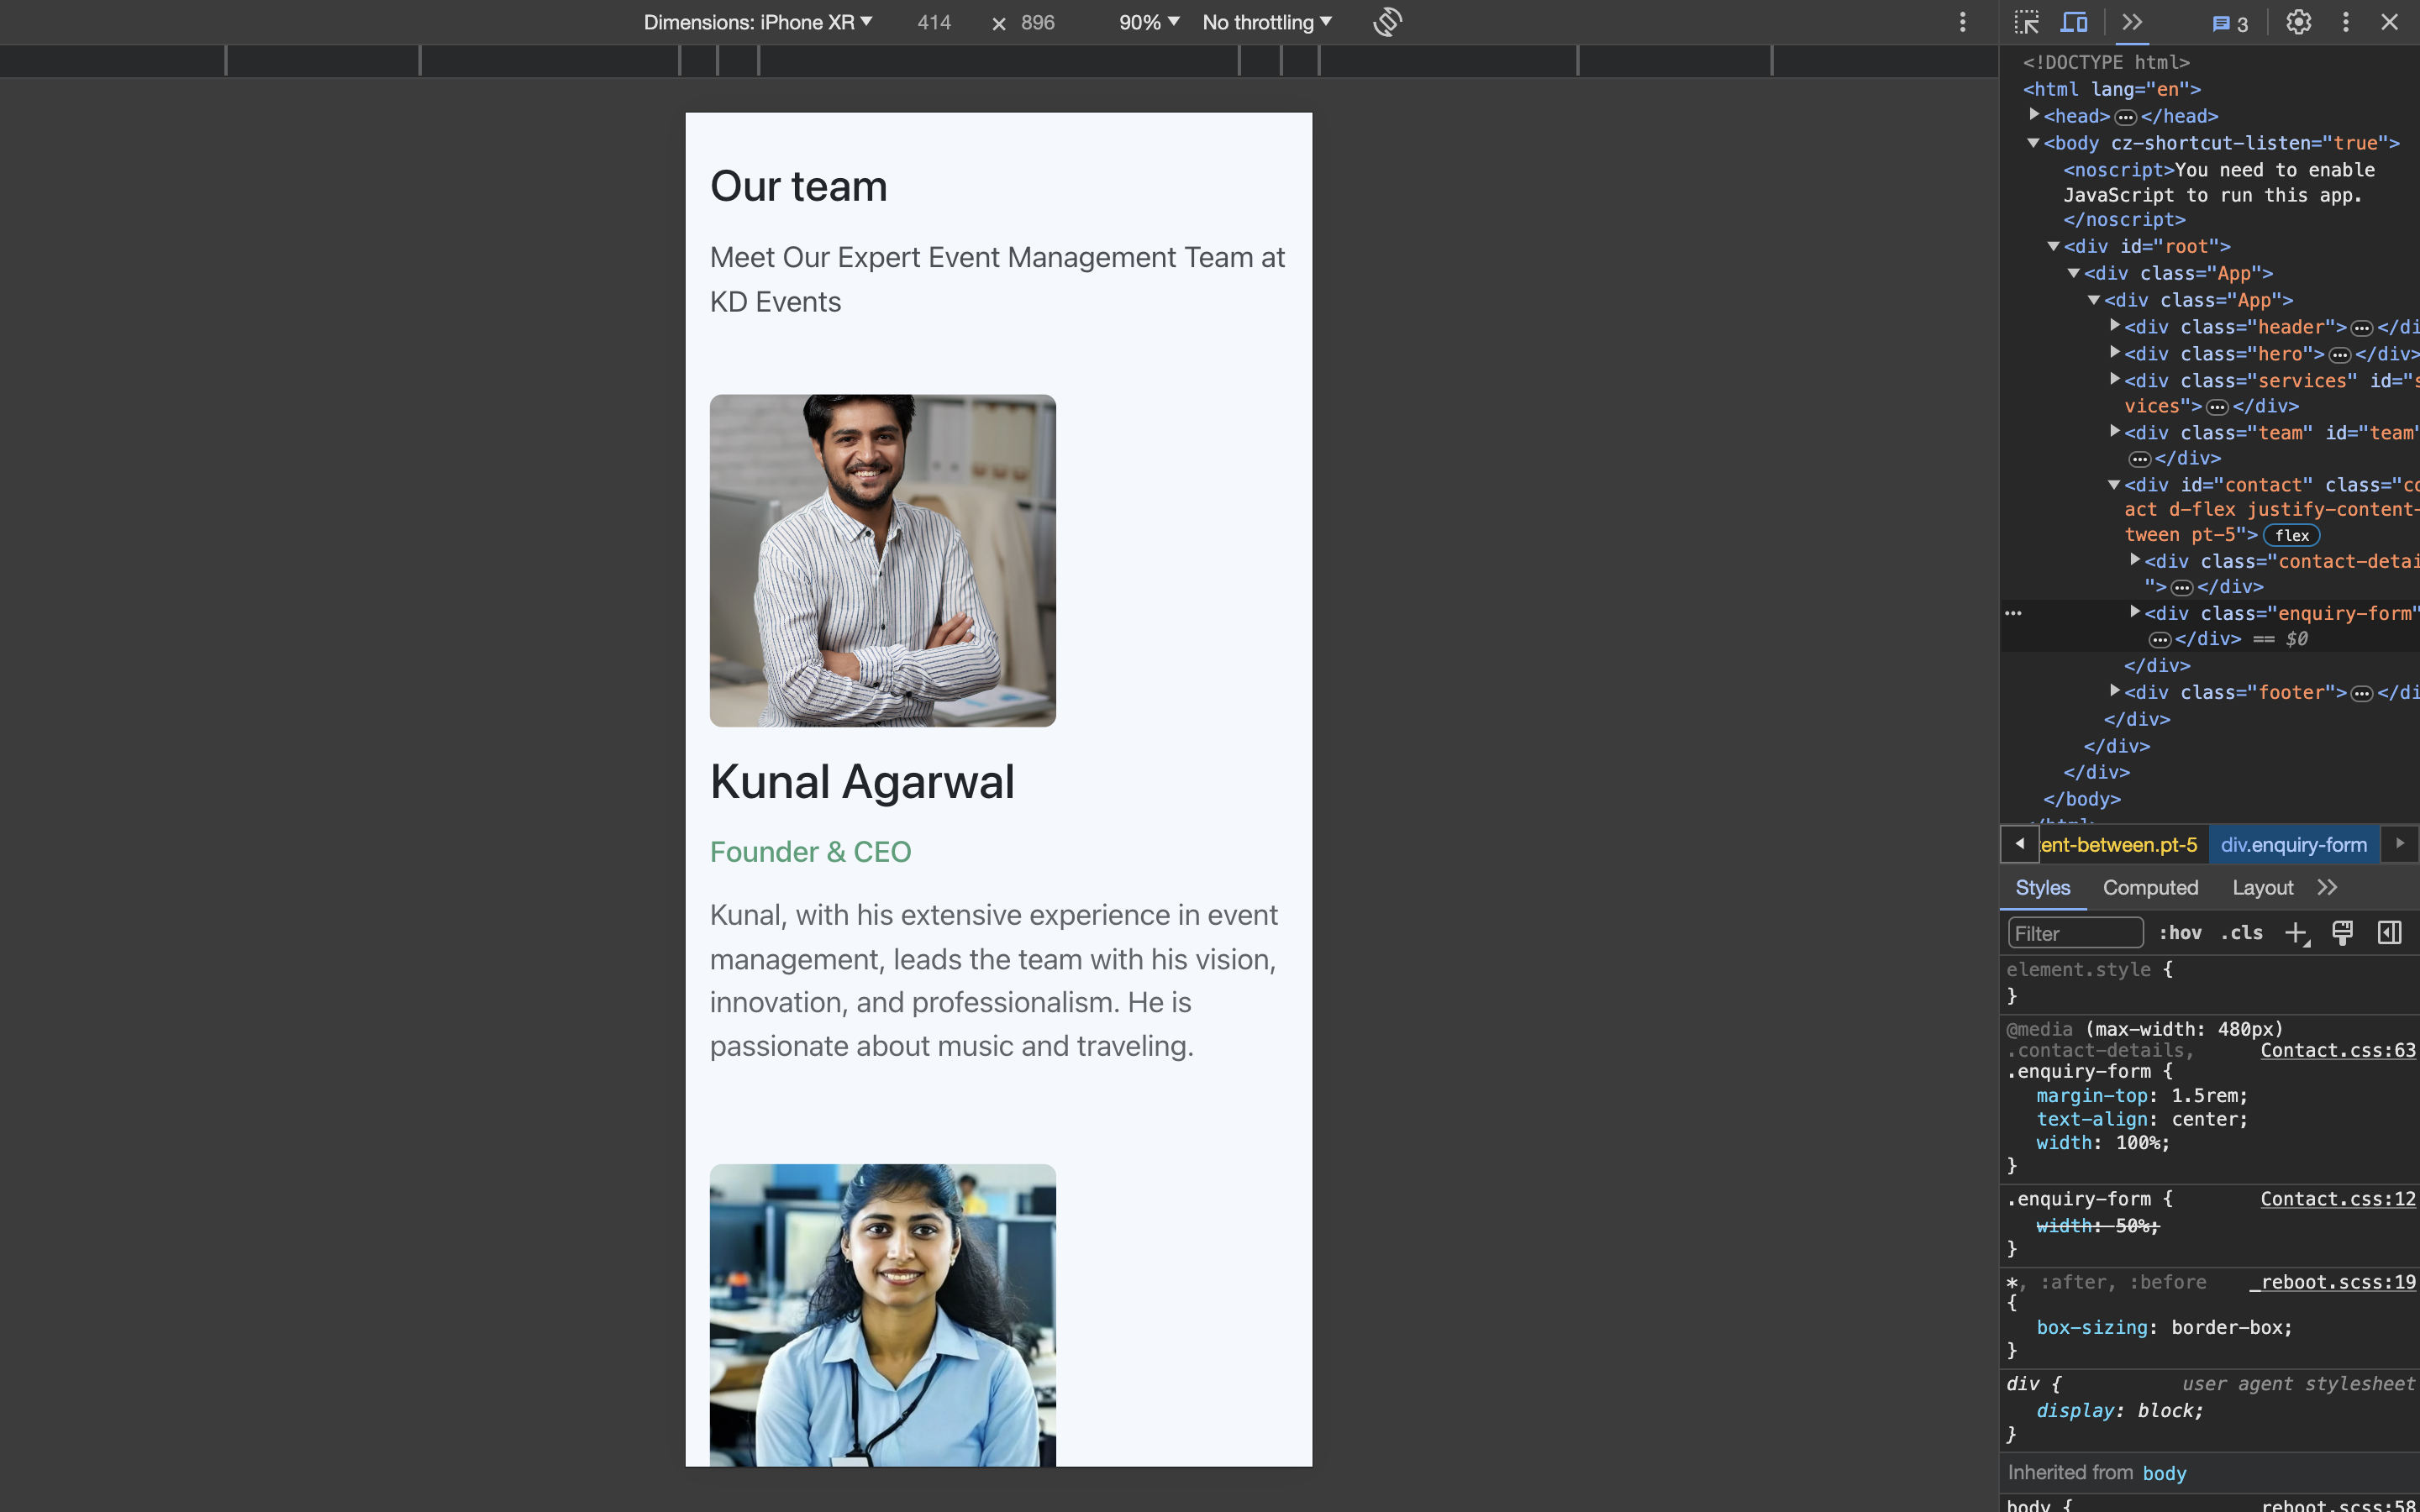 Dimensions: iPhone XR ▼ 414 × 896 90% ▼ No throttling ▼
3
Our team
Meet Our Expert Event Management Team at
KD Events
Kunal Agarwal
Founder & CEO
Kunal, with his extensive experience in event
management, leads the team with his vision,
innovation, and professionalism. He is
passionate about music and traveling.
<!DOCTYPE html>
<html lang="en">
<head>…</head>
<body cz-shortcut-listen="true">
<noscript>You need to enable
JavaScript to run this app.
</noscript>
<div id="root">
<div class="App">
<div class="App">
<div class="header">…</di
<div class="hero">…</div>
<div class="services" id="s
vices">…</div>
<div class="team" id="team"
…</div>
<div id="contact" class="co
act d-flex justify-content-
tween pt-5"> flex
<div class="contact-detai
">…</div>
… <div class="enquiry-form"
…</div> == $0
</div>
<div class="footer">…</di
</div>
</div>
</div>
</body>
ent-between.pt-5 div.enquiry-form
Styles Computed Layout
Filter :hov .cls
element.style {
}
@media (max-width: 480px)
.contact-details, Contact.css:63
.enquiry-form {
margin-top: 1.5rem;
text-align: center;
width: 100%;
}
.enquiry-form { Contact.css:12
width: 50%;
}
*, :after, :before _reboot.scss:19
{
box-sizing: border-box;
}
div { user agent stylesheet
display: block;
}
Inherited from body
body { reboot.scss:58